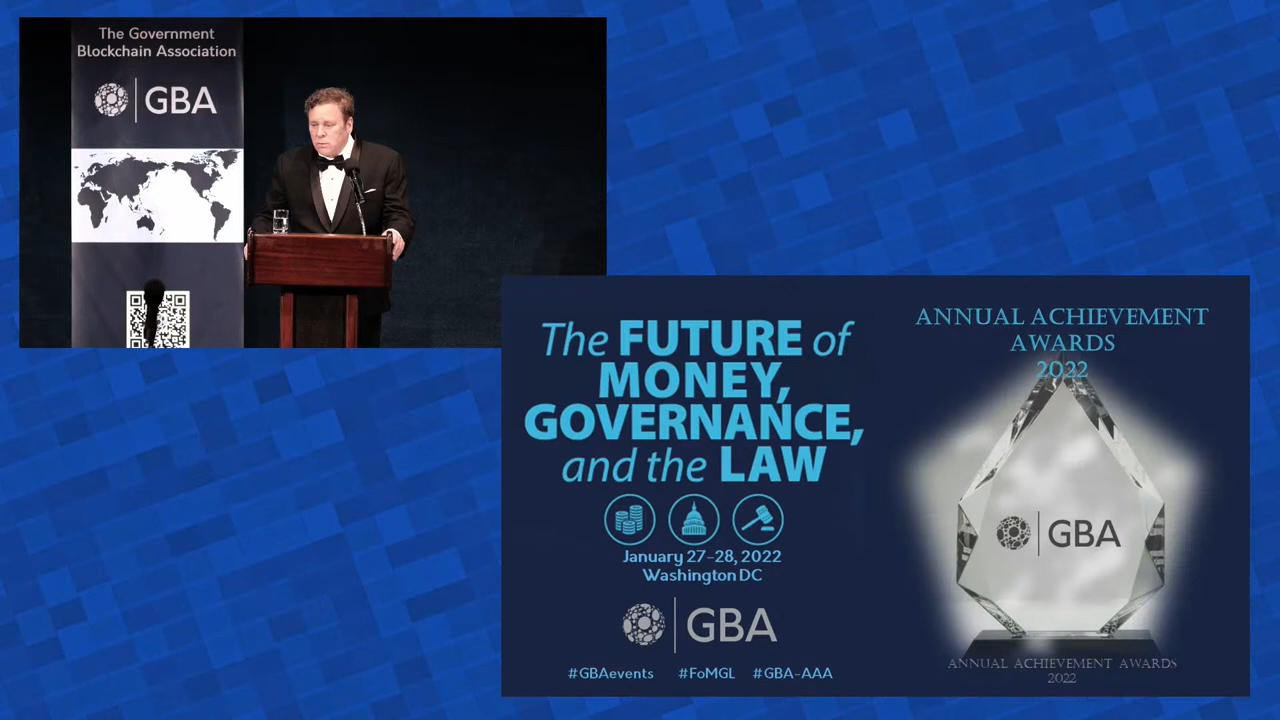 The Government
Blockchain Association
GBA
The FUTURE of
MONEY,
GOVERNANCE,
and the LAW
January 27-28, 2022
Washington DC
GBA
#GBAevents #FoMGL #GBA-AAA
ANNUAL ACHIEVEMENT
AWARDS
2022
GBA
ANNUAL ACHIEVEMENT AWARDS
2022